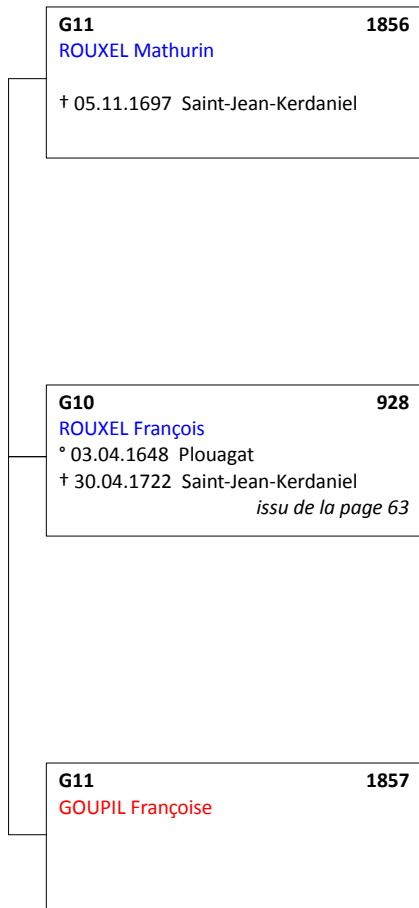 G11 1856
ROUXEL Mathurin
† 05.11.1697 Saint-Jean-Kerdaniel
G10 928
ROUXEL François
° 03.04.1648 Plouagat
† 30.04.1722 Saint-Jean-Kerdaniel
issu de la page 63
G11 1857
GOUPIL Françoise